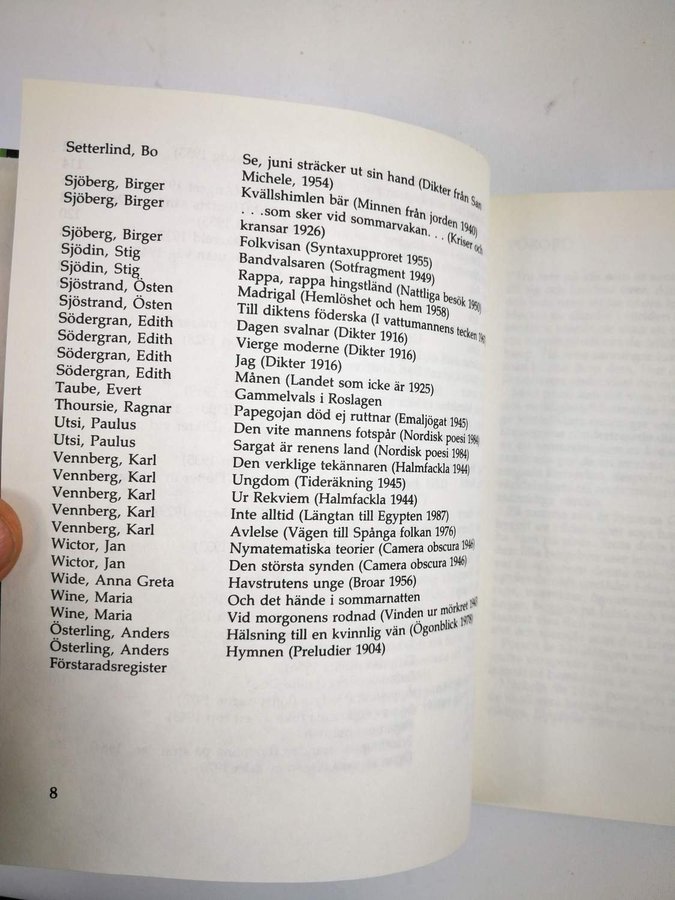 Setterlind, Bo Se, juni sträcker ut sin hand (Dikter från San
Michele, 1954)
Sjöberg, Birger Kvällshimlen bär (Minnen från jorden 1940)
Sjöberg, Birger . . .som sker vid sommarvakan. . . (Kriser och
kransar 1926)
Sjöberg, Birger Folkvisan (Syntaxupproret 1955)
Sjödin, Stig Bandvalsaren (Sotfragment 1949)
Sjödin, Stig Rappa, rappa hingstländ (Nattliga besök 1950)
Sjöstrand, Östen Madrigal (Hemlöshet och hem 1958)
Sjöstrand, Östen Till diktens föderska (I vattumannens tecken
Södergran, Edith Dagen svalnar (Dikter 1916)
Södergran, Edith Vierge moderne (Dikter 1916)
Södergran, Edith Jag (Dikter 1916)
Södergran, Edith Månen (Landet som icke är 1925)
Taube, Evert Gammelvals i Roslagen
Thoursie, Ragnar Papegojan död ej ruttnar (Emaljögat 1945)
Utsi, Paulus Den vite mannens fotspår (Nordisk poesi 1984)
Utsi, Paulus Sargat är renens land (Nordisk poesi 1984)
Vennberg, Karl Den verklige tekännaren (Halmfackla 1944)
Vennberg, Karl Ungdom (Tideräkning 1945)
Vennberg, Karl Ur Rekviem (Halmfackla 1944)
Vennberg, Karl Inte alltid (Längtan till Egypten 1987)
Vennberg, Karl Avlelse (Vägen till Spånga folkan 1976)
Wictor, Jan Nymatematiska teorier (Camera obscura 1946)
Wictor, Jan Den största synden (Camera obscura 1946)
Wide, Anna Greta Havstrutens unge (Broar 1956)
Wine, Maria Och det hände i sommarnatten
Wine, Maria Vid morgonens rodnad (Vinden ur mörkret
Österling, Anders Hälsning till en kvinnlig vän (Ögonblick 1978)
Österling, Anders Hymnen (Preludier 1904)
Förstaradsregister
8